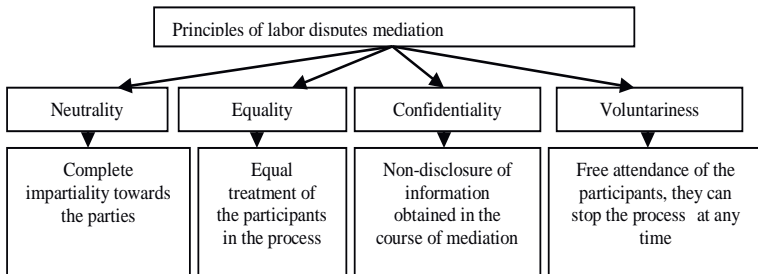 Principles of labor disputes mediation
Neutrality
Equality
Confidentiality
Voluntariness
Complete
impartiality towards
the parties
Equal
treatment of
the participants
in the process
Non-disclosure of
information
obtained in the
course of mediation
Free attendance of the
participants, they can
stop the process at any
time